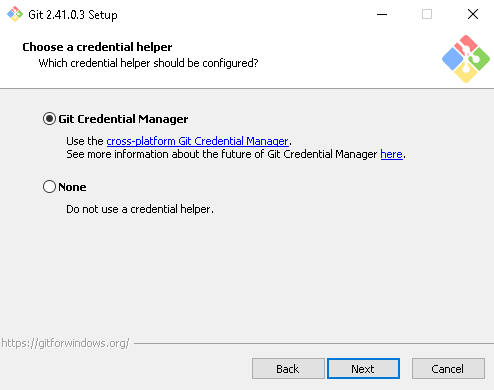 Git 2.41.0.3 Setup
Choose a credential helper
Which credential helper should be configured?
Git Credential Manager
Use the cross-platform Git Credential Manager.
See more information about the future of Git Credential Manager here.
None
Do not use a credential helper.
https://gitforwindows.org/
Back Next Cancel